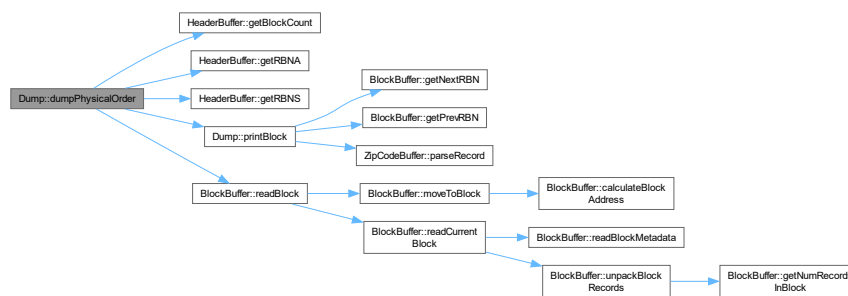 HeaderBuffer::getBlockCount
HeaderBuffer::getRBNA
Dump::dumpPhysicalOrder
HeaderBuffer::getRBNS
Dump::printBlock
BlockBuffer::getNextRBN
BlockBuffer::getPrevRBN
ZipCodeBuffer::parseRecord
BlockBuffer::readBlock
BlockBuffer::moveToBlock
BlockBuffer::calculateBlock
Address
BlockBuffer::readCurrent
Block
BlockBuffer::readBlockMetadata
BlockBuffer::unpackBlock
Records
BlockBuffer::getNumRecord
InBlock